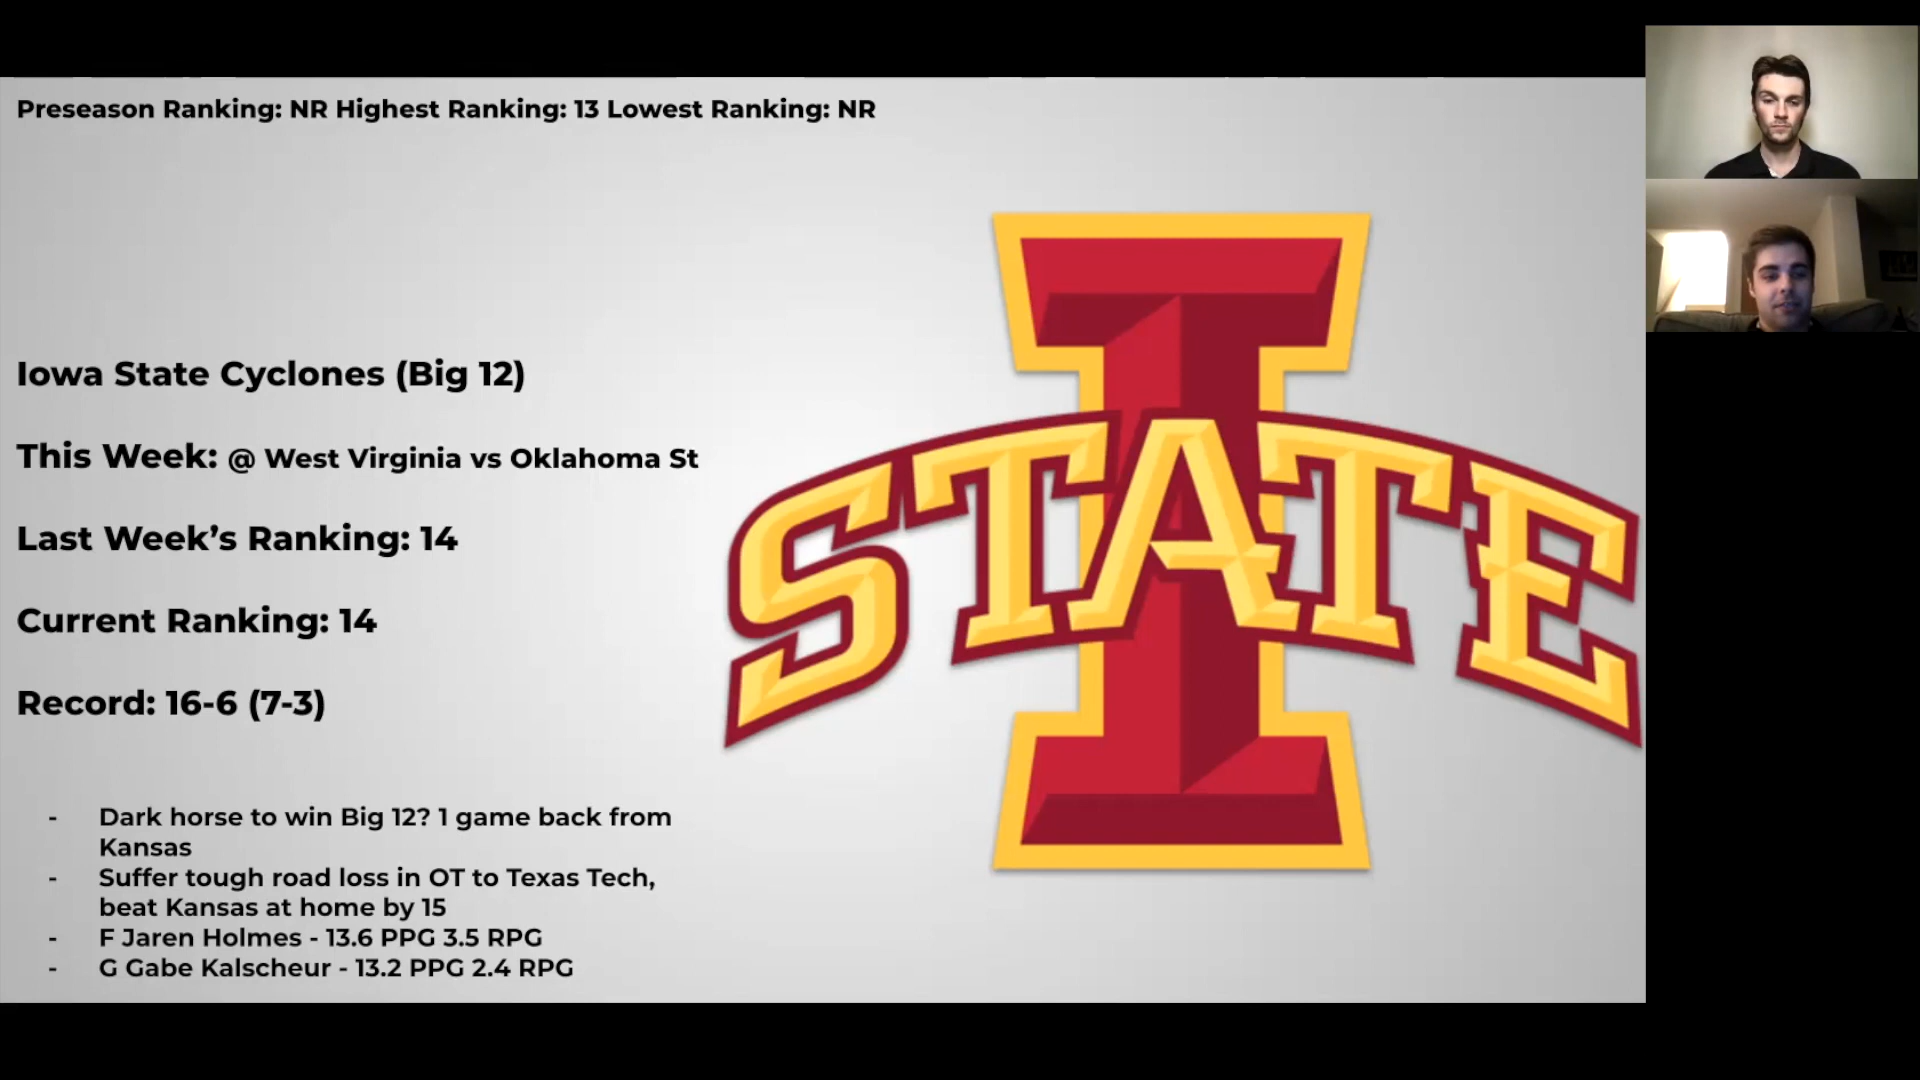 Preseason Ranking: NR Highest Ranking: 13 Lowest Ranking: NR
Iowa State Cyclones (Big 12)
This Week: @ West Virginia vs Oklahoma St
Last Week’s Ranking: 14
Current Ranking: 14
Record: 16-6 (7-3)
- Dark horse to win Big 12? 1 game back from
Kansas
- Suffer tough road loss in OT to Texas Tech,
beat Kansas at home by 15
- F Jaren Holmes - 13.6 PPG 3.5 RPG
- G Gabe Kalscheur - 13.2 PPG 2.4 RPG
I
STATE